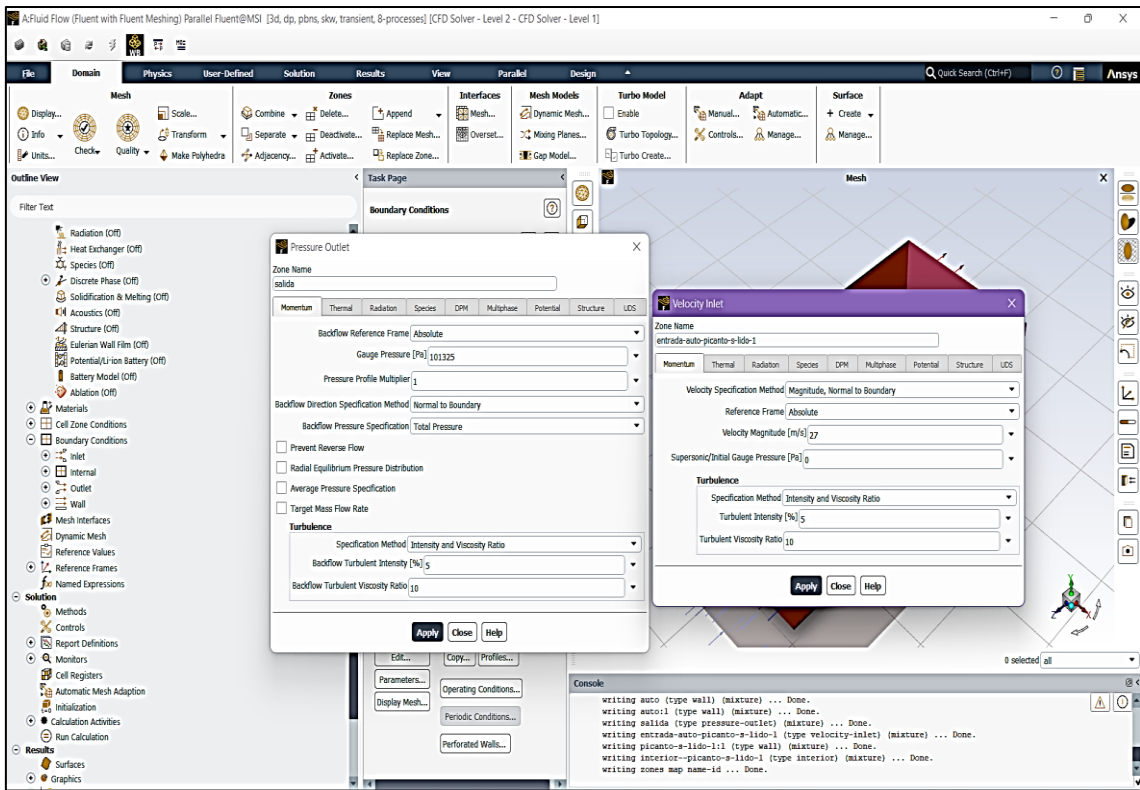 A:Fluid Flow (Fluent with Fluent Meshing) Parallel Fluent@MSI [3d, dp, pbns, skw, transient, 8-processes] [CFD Solver - Level 2 - CFD Solver - Level 1]
WB
File Domain Physics User-Defined Solution Results View Parallel Design Quick Search (Ctrl+F) Ansys
Mesh Zones Interfaces Mesh Models Turbo Model Adapt Surface
Display... Scale... Combine Delete... Append Mesh... Dynamic Mesh... Enable Manual... Automatic... + Create
Info Transform Separate Deactivate... Replace Mesh... Overset... Mixing Planes... Turbo Topology... Controls... Manage... Manage...
Units... Check Quality Make Polyhedra Adjacency... Activate... Replace Zone... Gap Model... Turbo Create...
Outline View
Filter Text
Radiation (Off)
Heat Exchanger (Off)
Species (Off)
Discrete Phase (Off)
Solidification & Melting (Off)
Acoustics (Off)
Structure (Off)
Eulerian Wall Film (Off)
Potential/Li-ion Battery (Off)
Battery Model (Off)
Ablation (Off)
Materials
Cell Zone Conditions
Boundary Conditions
Inlet
Internal
Outlet
Wall
Mesh Interfaces
Dynamic Mesh
Reference Values
Reference Frames
Named Expressions
Solution
Methods
Controls
Report Definitions
Monitors
Cell Registers
Automatic Mesh Adaption
Initialization
Calculation Activities
Run Calculation
Results
Surfaces
Graphics
Task Page
Boundary Conditions
Pressure Outlet
Zone Name
salida
Momentum Thermal Radiation Species DPM Multiphase Potential Structure UDS
Backflow Reference Frame Absolute
Gauge Pressure [Pa] 101325
Pressure Profile Multiplier 1
Backflow Direction Specification Method Normal to Boundary
Backflow Pressure Specification Total Pressure
Prevent Reverse Flow
Radial Equilibrium Pressure Distribution
Average Pressure Specification
Target Mass Flow Rate
Turbulence
Specification Method Intensity and Viscosity Ratio
Backflow Turbulent Intensity [%] 5
Backflow Turbulent Viscosity Ratio 10
Apply Close Help
Edit... Copy... Profiles...
Parameters... Operating Conditions...
Display Mesh... Periodic Conditions...
Perforated Walls...
Mesh
Velocity Inlet
Zone Name
entrada-auto-picanto-s-lido-1
Momentum Thermal Radiation Species DPM Multiphase Potential Structure UDS
Velocity Specification Method Magnitude, Normal to Boundary
Reference Frame Absolute
Velocity Magnitude [m/s] 27
Supersonic/Initial Gauge Pressure [Pa] 0
Turbulence
Specification Method Intensity and Viscosity Ratio
Turbulent Intensity [%] 5
Turbulent Viscosity Ratio 10
Apply Close Help
0 selected all
Console
writing auto (type wall) (mixture) ... Done.
writing auto:1 (type wall) (mixture) ... Done.
writing salida (type pressure-outlet) (mixture) ... Done.
writing entrada-auto-picanto-s-lido-1 (type velocity-inlet) (mixture) ... Done.
writing picanto-s-lido-1:1 (type wall) (mixture) ... Done.
writing interior--picanto-s-lido-1 (type interior) (mixture) ... Done.
writing zones map name-id ... Done.